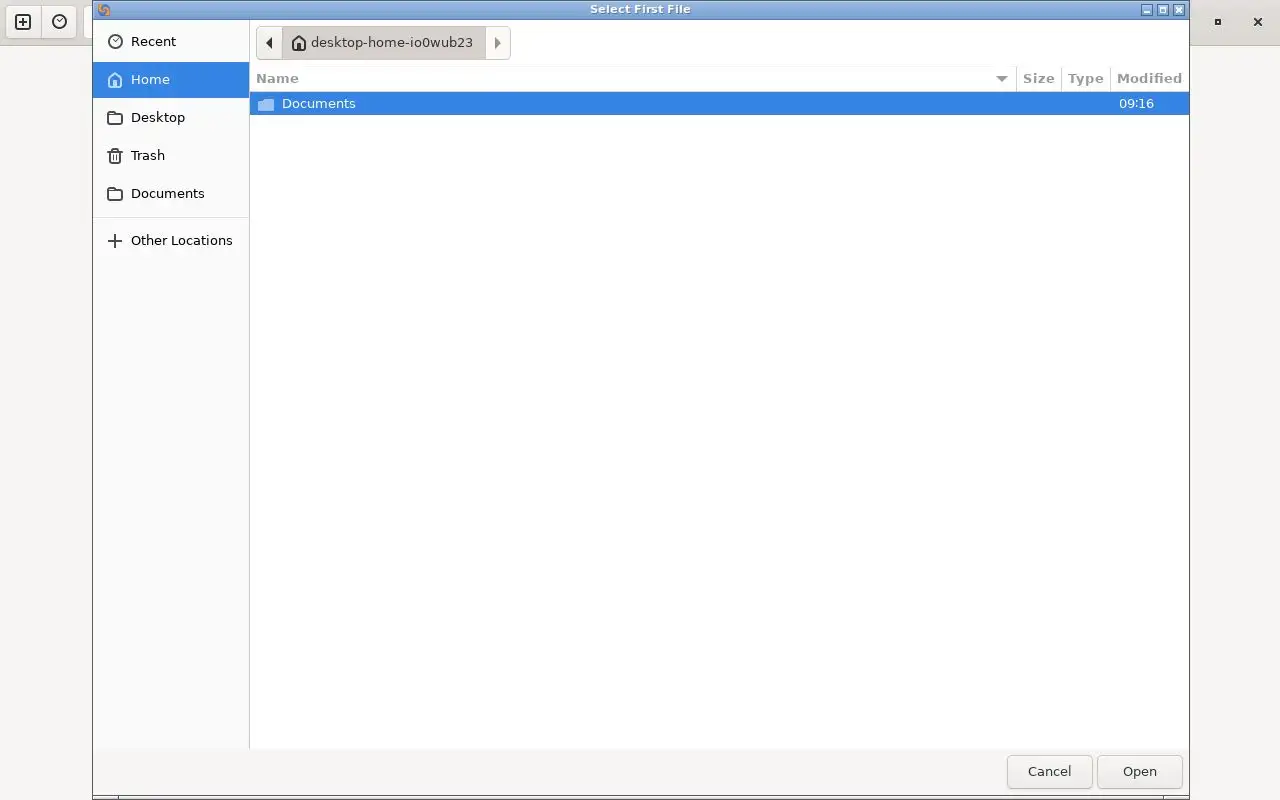 Select First File
Recent
Home
Desktop
Trash
Documents
Other Locations
desktop-home-io0wub23
Name Size Type Modified
Documents 09:16
Cancel Open